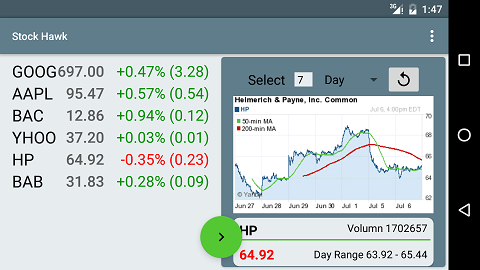 3G 1:47
Stock Hawk
GOOG 697.00 +0.47% (3.28)
AAPL 95.47 +0.57% (0.54)
BAC 12.86 +0.94% (0.12)
YHOO 37.20 +0.03% (0.01)
HP 64.92 -0.35% (0.23)
BAB 31.83 +0.28% (0.09)
Select 7 Day
Helmerich & Payne, Inc. Common
HP Jul 6, 4:00pm EDT
50-min MA
200-min MA
70
68
66
64
62
© Yahoo
Jun 27 Jun 28 Jun 29 Jun 30 Jul 1 Jul 5 Jul 6
HP Volumn 1702657
64.92 Day Range 63.92 - 65.44